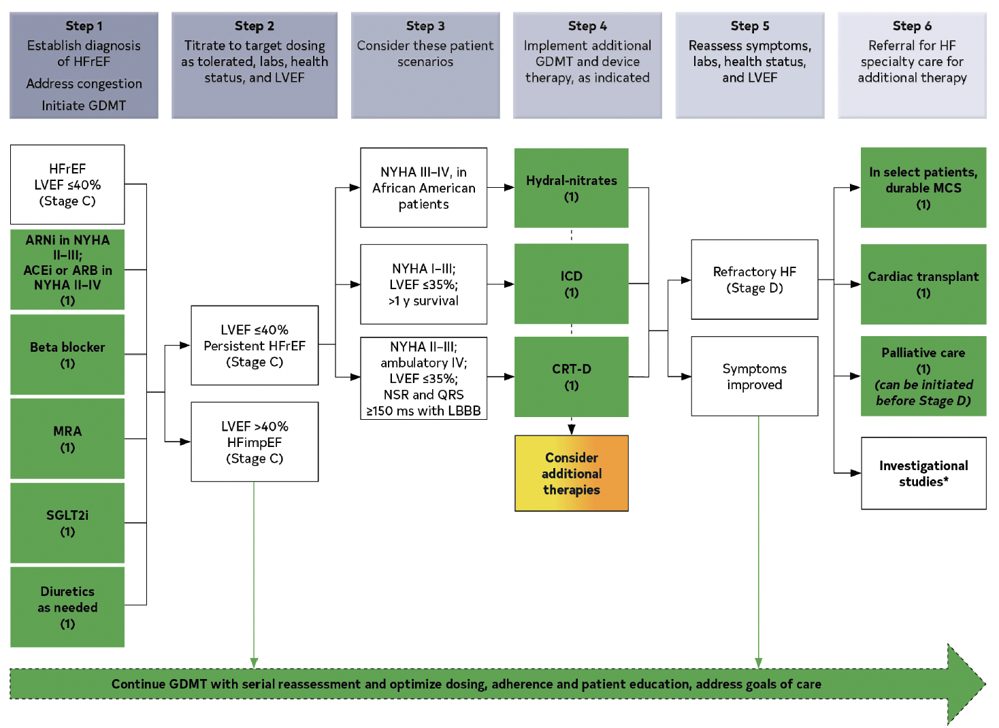 Step 1
Establish diagnosis
of HFrEF
Address congestion
Initiate GDMT
Step 2
Titrate to target dosing
as tolerated, labs, health
status, and LVEF
Step 3
Consider these patient
scenarios
Step 4
Implement additional
GDMT and device
therapy, as indicated
Step 5
Reassess symptoms,
labs, health status,
and LVEF
Step 6
Referral for HF
specialty care for
additional therapy
HFrEF
LVEF ≤40%
(Stage C)
ARNi in NYHA
II–III;
ACEi or ARB in
NYHA II–IV
(1)
Beta blocker
(1)
MRA
(1)
SGLT2i
(1)
Diuretics
as needed
(1)
LVEF ≤40%
Persistent HFrEF
(Stage C)
LVEF >40%
HFimpEF
(Stage C)
NYHA III–IV, in
African American
patients
NYHA I–III;
LVEF ≤35%;
>1 y survival
NYHA II–III;
ambulatory IV;
LVEF ≤35%;
NSR and QRS
≥150 ms with LBBB
Hydral-nitrates
(1)
ICD
(1)
CRT-D
(1)
Consider
additional
therapies
Refractory HF
(Stage D)
Symptoms
improved
In select patients,
durable MCS
(1)
Cardiac transplant
(1)
Palliative care
(1)
(can be initiated
before Stage D)
Investigational
studies*
Continue GDMT with serial reassessment and optimize dosing, adherence and patient education, address goals of care